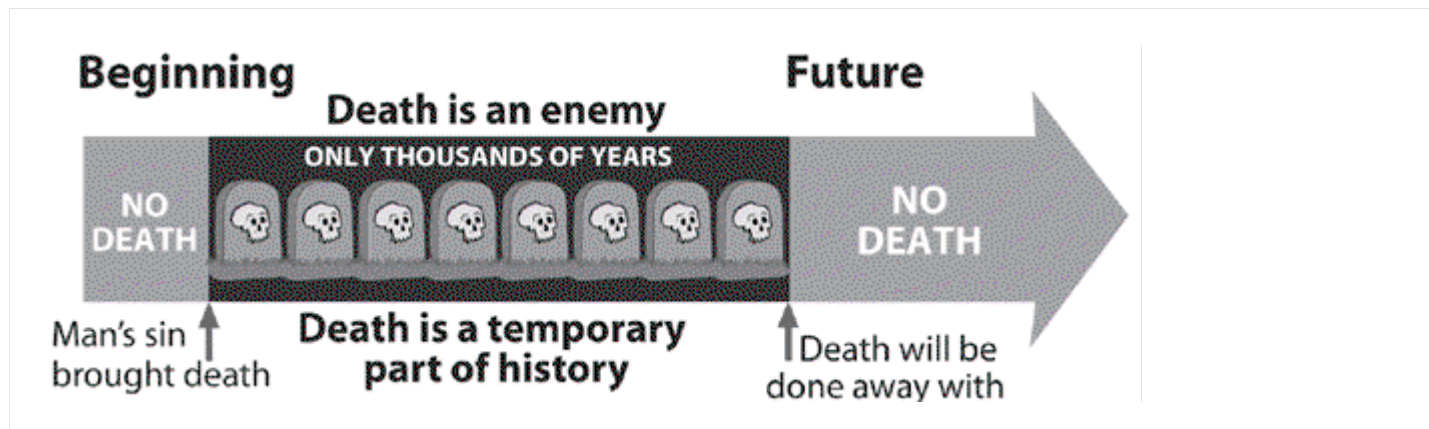 Beginning
Future
Death is an enemy
ONLY THOUSANDS OF YEARS
NO
DEATH
NO
DEATH
Man's sin
brought death
Death is a temporary
part of history
Death will be
done away with